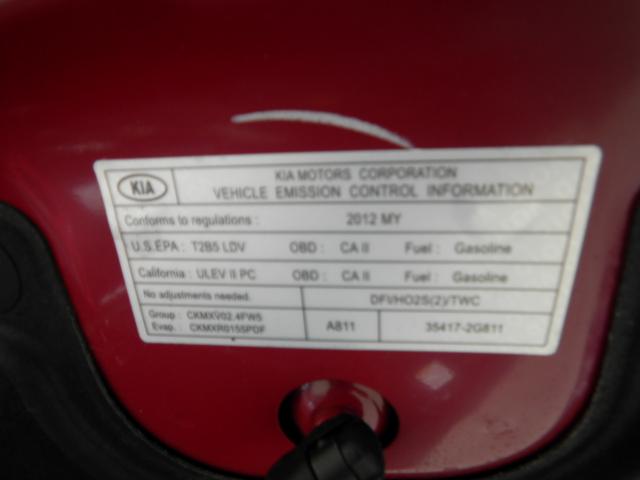 KIA
KIA MOTORS CORPORATION
VEHICLE EMISSION CONTROL INFORMATION
Conforms to regulations : 2012 MY
U.S.EPA : T2B5 LDV OBD : CA II Fuel : Gasoline
California : ULEV II PC OBD : CA II Fuel : Gasoline
No adjustments needed. DFI/HO2S(2)/TWC
Group : CKMXV02.4FW5
Evap. : CKMXR0155PDF A811 35417-2G811